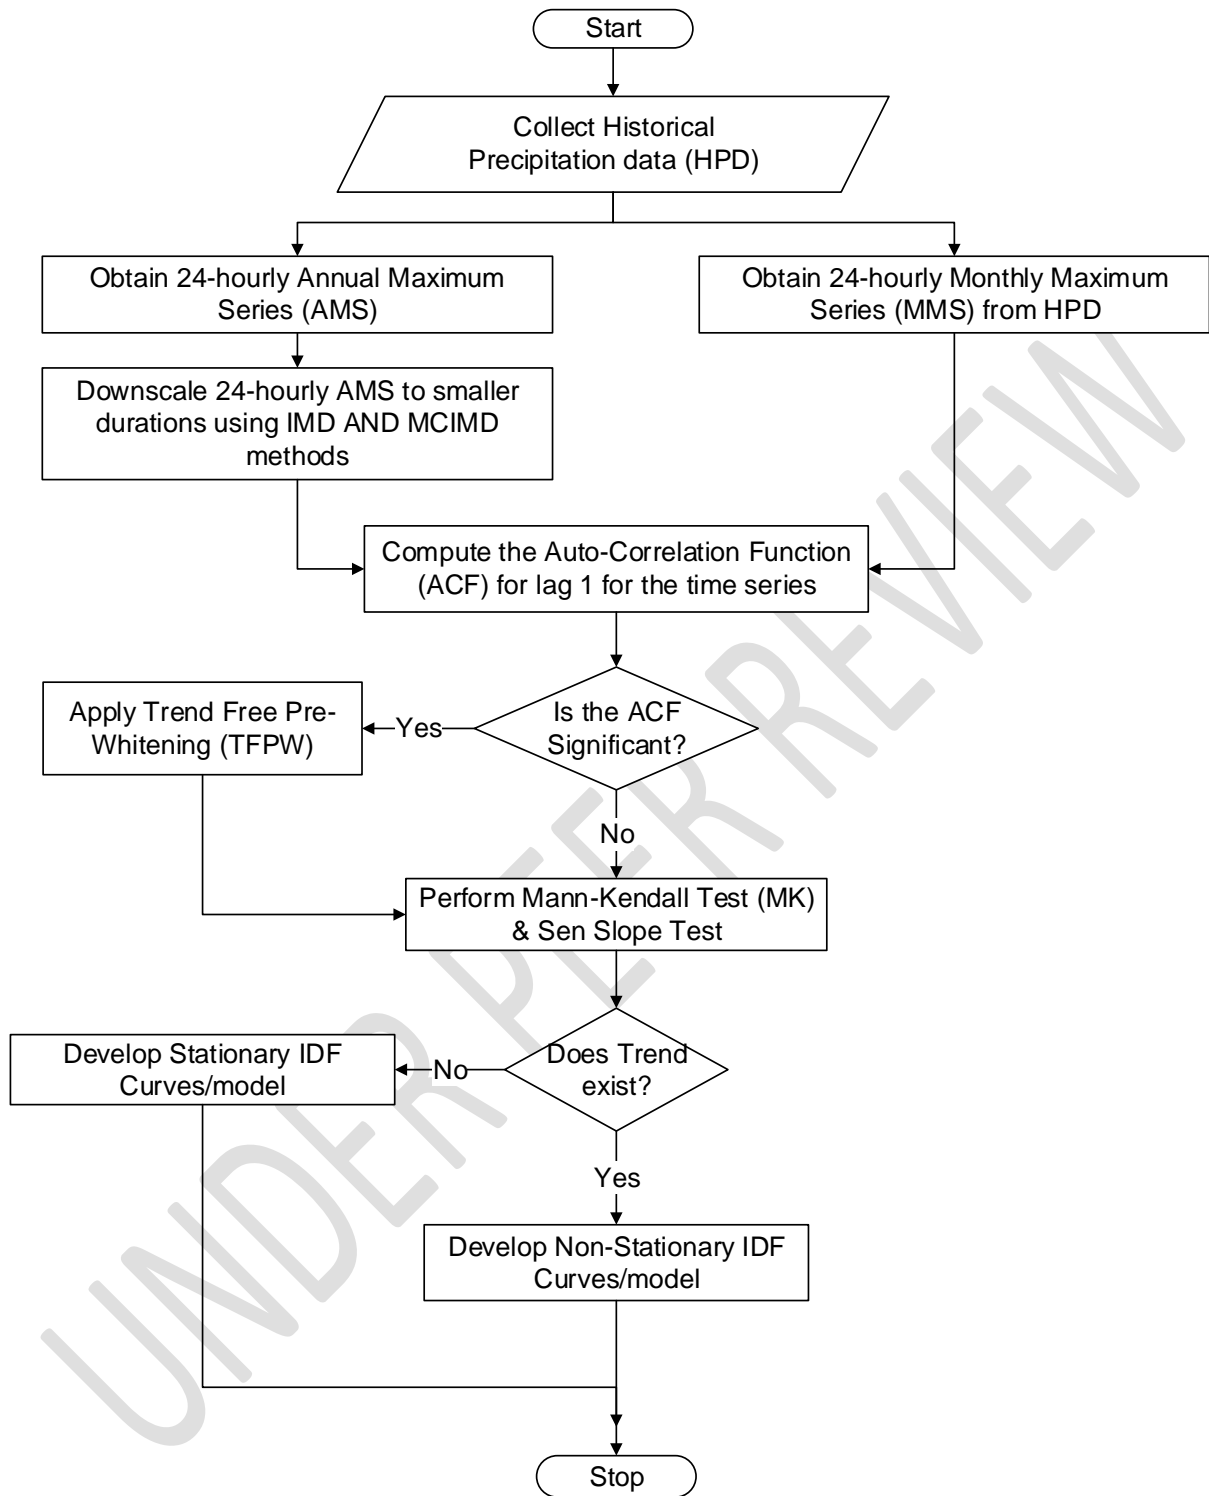 Start
Collect Historical
Precipitation data (HPD)
Obtain 24-hourly Annual Maximum
Series (AMS)
Obtain 24-hourly Monthly Maximum
Series (MMS) from HPD
Downscale 24-hourly AMS to smaller
durations using IMD AND MCIMD
methods
Compute the Auto-Correlation Function
(ACF) for lag 1 for the time series
Apply Trend Free Pre-
Whitening (TFPW)
Yes
Is the ACF
Significant?
No
Perform Mann-Kendall Test (MK)
& Sen Slope Test
Develop Stationary IDF
Curves/model
No
Does Trend
exist?
Yes
Develop Non-Stationary IDF
Curves/model
Stop
UNDER PEER REVIEW